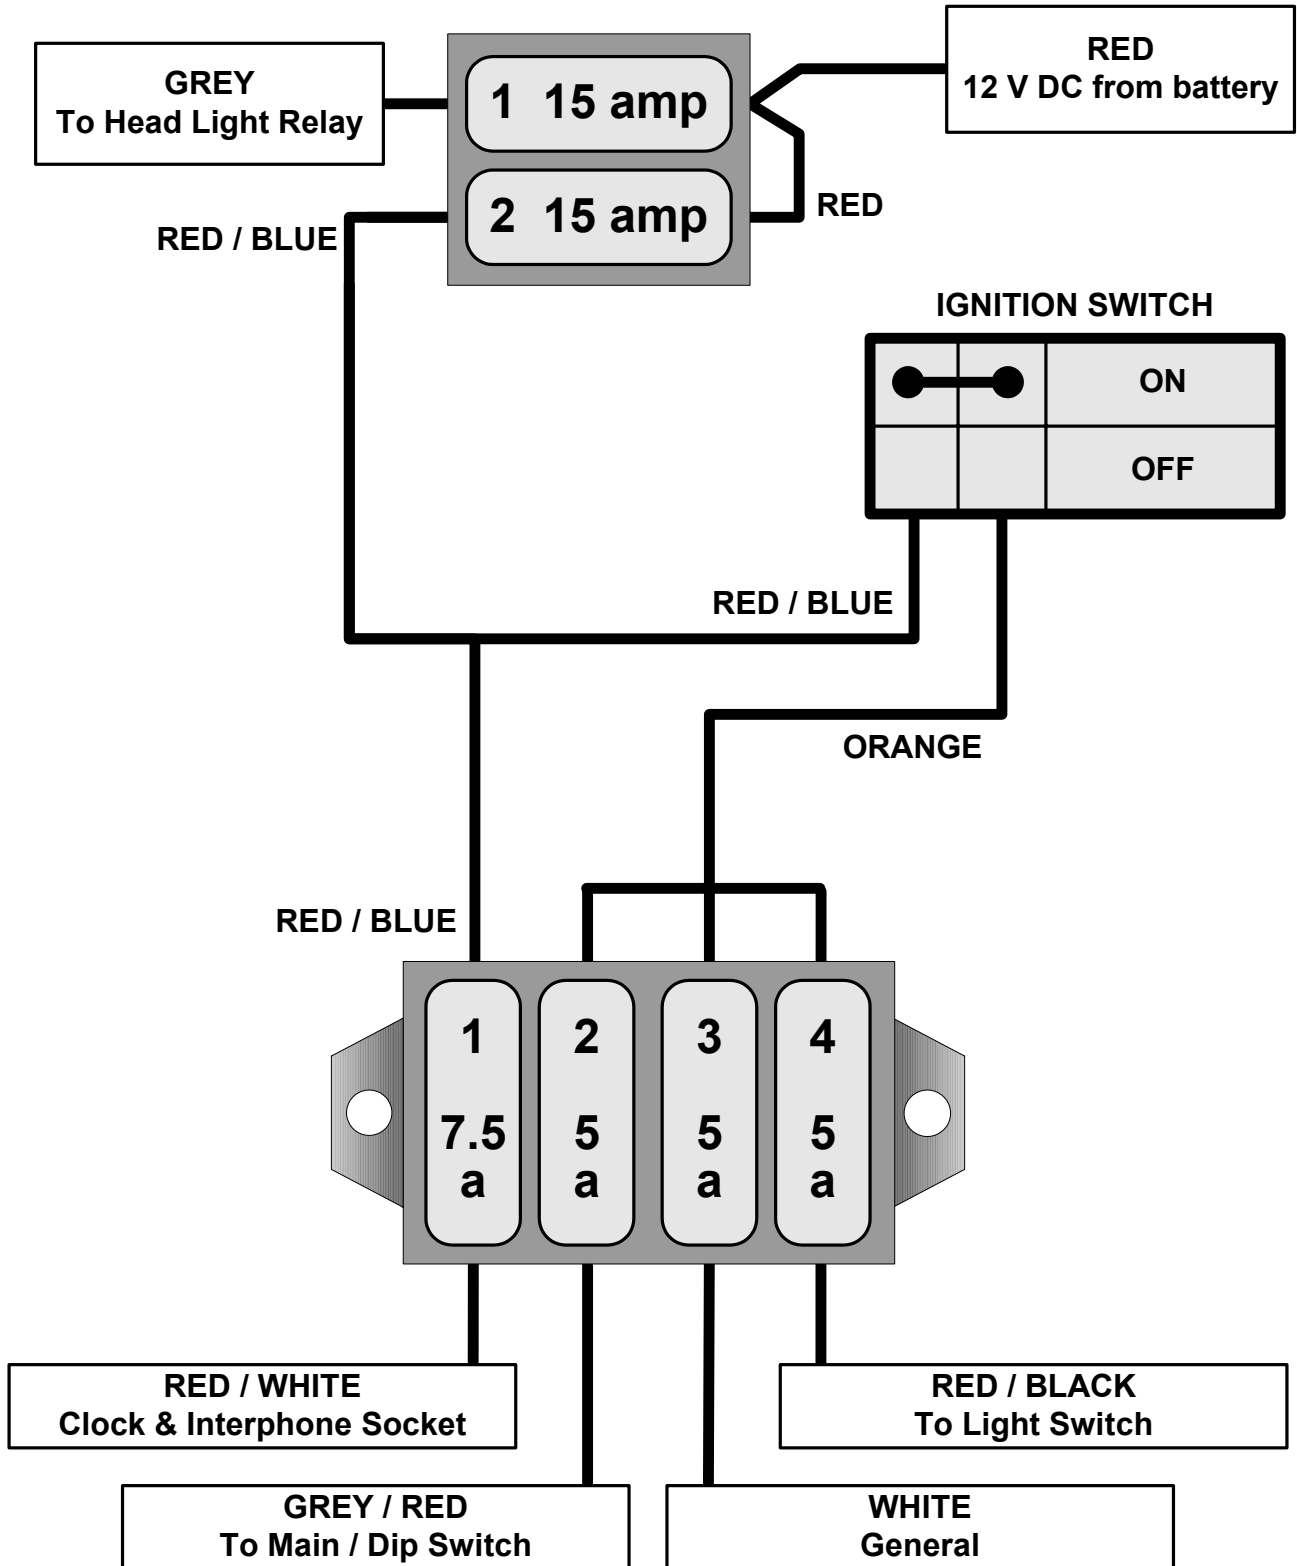 GREY
To Head Light Relay
1 15 amp
RED
12 V DC from battery
2 15 amp
RED
RED / BLUE
IGNITION SWITCH
ON
OFF
RED / BLUE
ORANGE
RED / BLUE
1
7.5
a
2
5
a
3
5
a
4
5
a
RED / WHITE
Clock & Interphone Socket
RED / BLACK
To Light Switch
GREY / RED
To Main / Dip Switch
WHITE
General